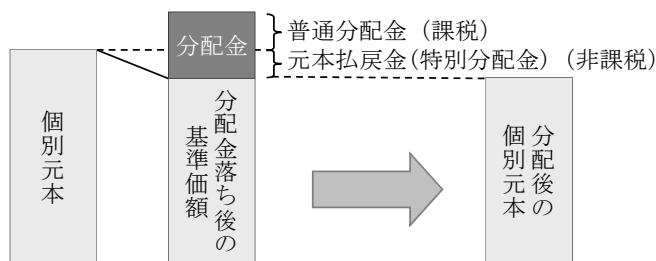 分配金
普通分配金（課税）
元本払戻金（特別分配金）（非課税）
個別元本
分配金落ち後の
基準価額
分配後の
個別元本